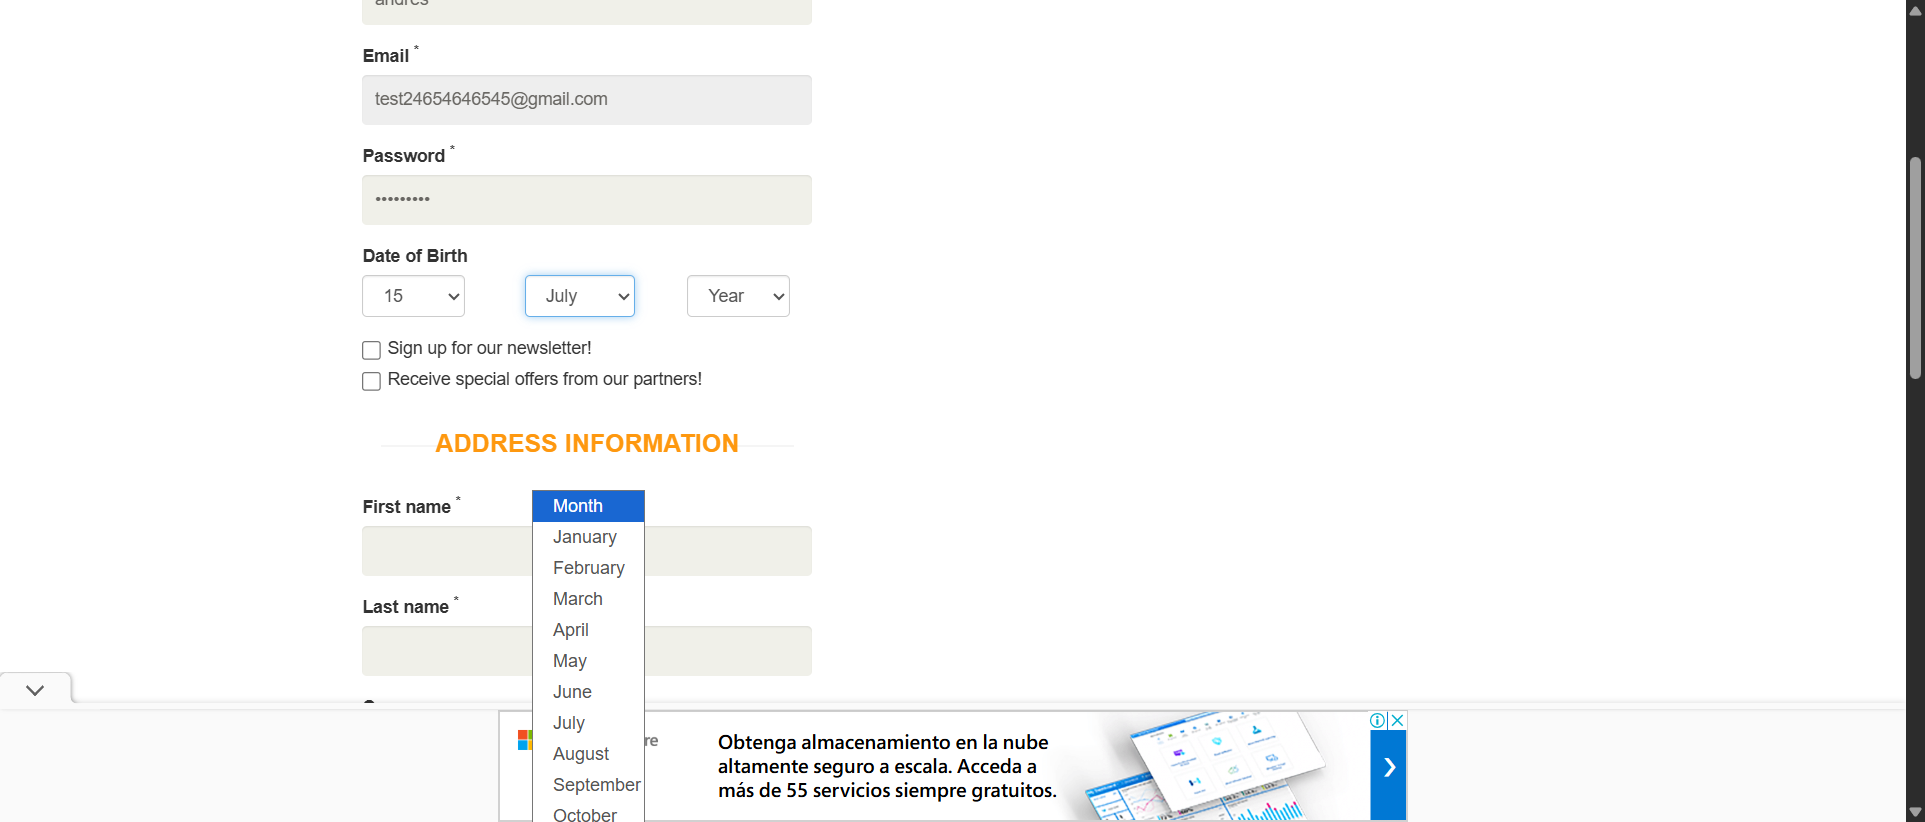 andres
Email *
test24654646545@gmail.com
Password *
•••••••••
Date of Birth
15
July
Year
Sign up for our newsletter!
Receive special offers from our partners!
ADDRESS INFORMATION
First name *
Month
January
February
March
April
May
June
July
August
September
October
Last name *
re
Obtenga almacenamiento en la nube
altamente seguro a escala. Acceda a
más de 55 servicios siempre gratuitos.